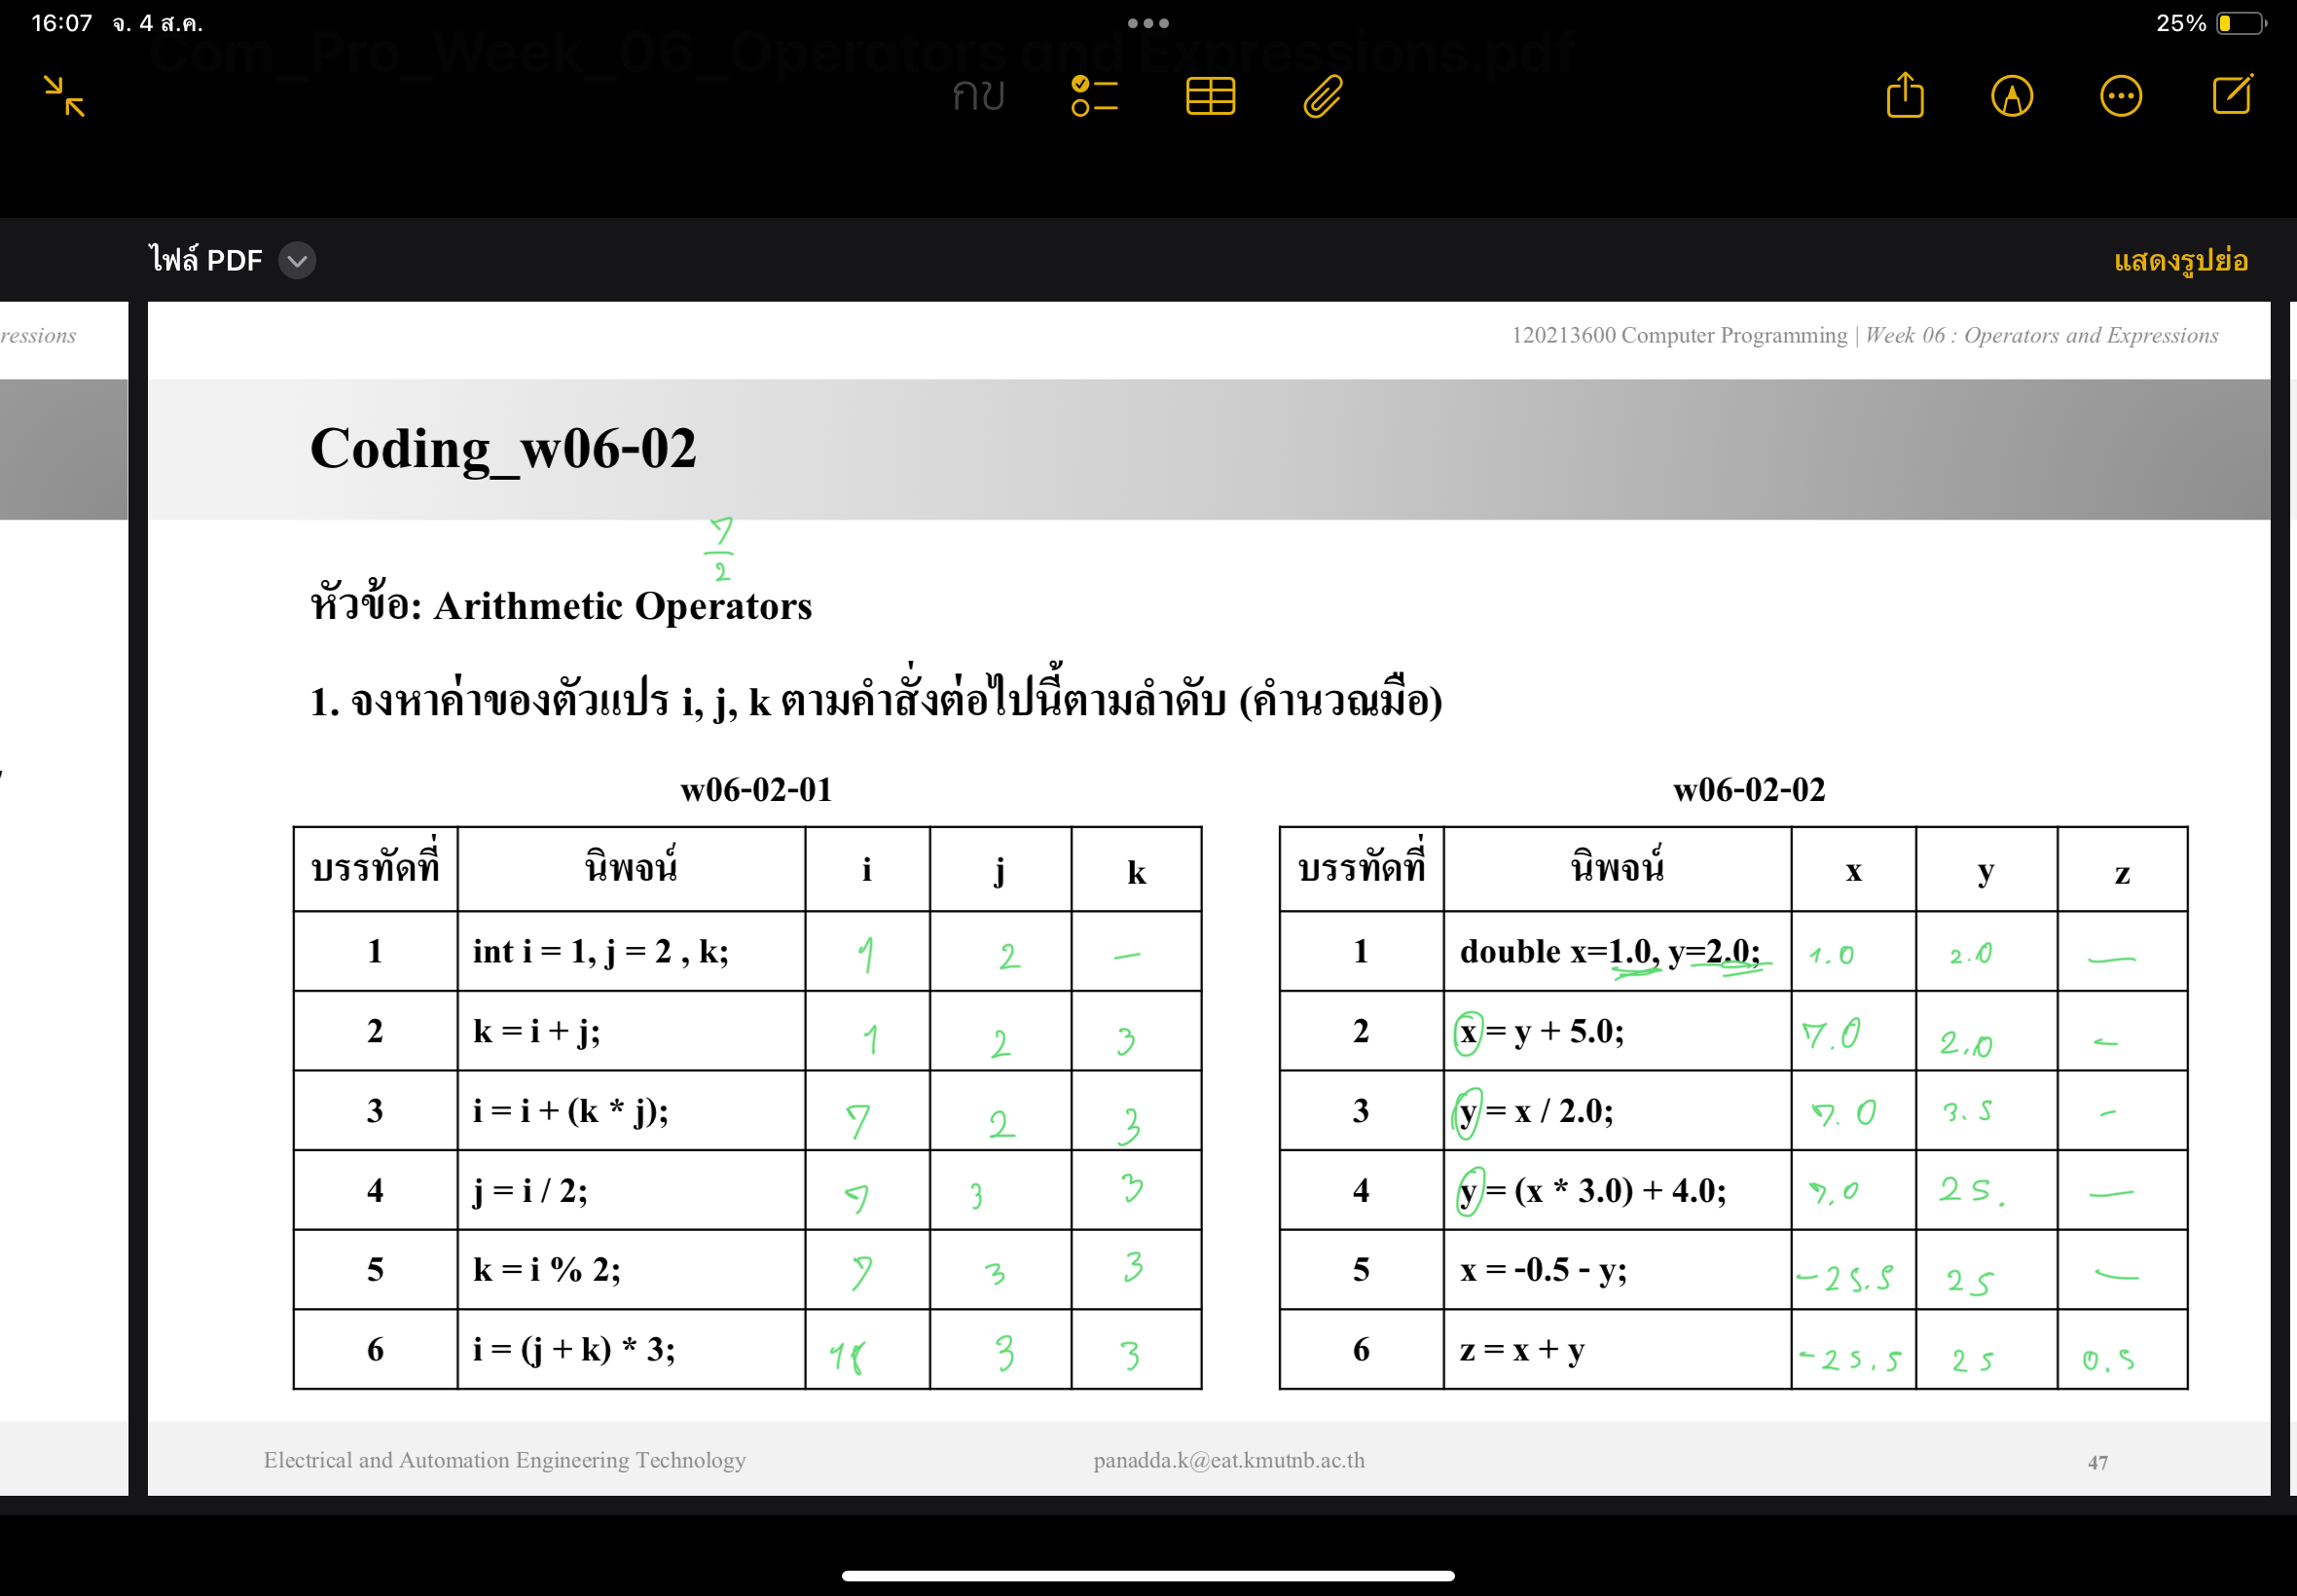 16:07 จ. 4 ส.ค.
25%
Com_Pro_Week_06_Operators and Expressions.pdf
กข
ไฟล์ PDF
แสดงรูปย่อ
ressions
120213600 Computer Programming | Week 06 : Operators and Expressions
Coding_w06-02
7
2
หัวข้อ: Arithmetic Operators
1. จงหาค่าของตัวแปร i, j, k ตามคำสั่งต่อไปนี้ตามลำดับ (คำนวณมือ)
w06-02-01
บรรทัดที่ นิพจน์ i j k
1 int i = 1, j = 2 , k; 1 2 —
2 k = i + j; 1 2 3
3 i = i + (k * j); 7 2 3
4 j = i / 2; 7 3 3
5 k = i % 2; 7 3 3
6 i = (j + k) * 3; 18 3 3
w06-02-02
บรรทัดที่ นิพจน์ x y z
1 double x=1.0, y=2.0; 1.0 2.0 —
2 x = y + 5.0; 7.0 2.0 -
3 y = x / 2.0; 7.0 3.5 -
4 y = (x * 3.0) + 4.0; 7.0 25. —
5 x = -0.5 - y; -25.5 25 —
6 z = x + y -25.5 25 0.5
Electrical and Automation Engineering Technology
panadda.k@eat.kmutnb.ac.th
47